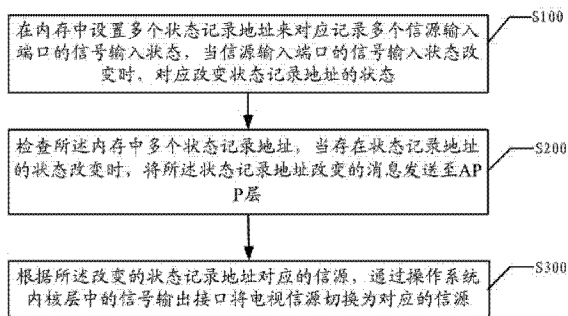 在内存中设置多个状态记录地址来对应记录多个信源输入
端口的信号输入状态，当信源输入端口的信号输入状态改
变时，对应改变状态记录地址的状态
S100
检查所述内存中多个状态记录地址，当存在状态记录地址
的状态改变时，将所述状态记录地址改变的消息发送至AP
P层
S200
根据所述改变的状态记录地址对应的信源，通过操作系统
内核层中的信号输出接口将电视信源切换为对应的信源
S300